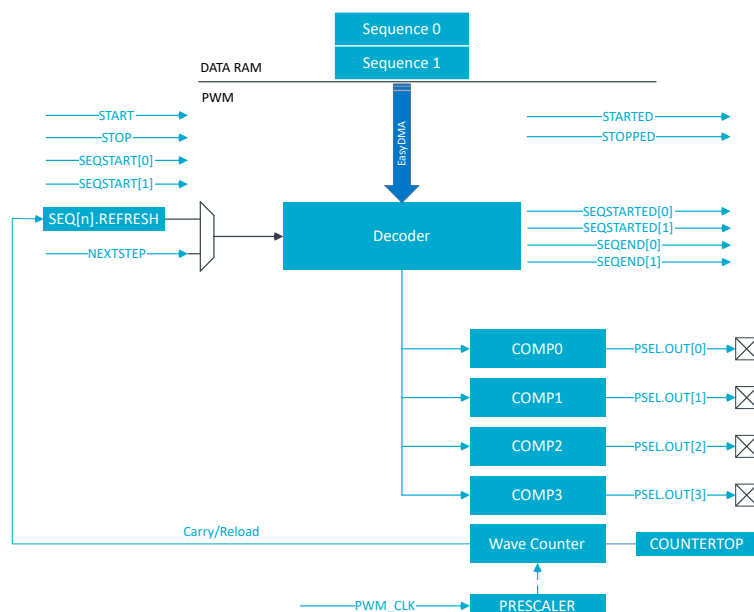 Sequence 0
Sequence 1
DATA RAM
PWM
START
STOP
SEQSTART[0]
SEQSTART[1]
EasyDMA
STARTED
STOPPED
SEQ[n].REFRESH
NEXTSTEP
Decoder
SEQSTARTED[0]
SEQSTARTED[1]
SEQEND[0]
SEQEND[1]
COMP0
PSEL.OUT[0]
COMP1
PSEL.OUT[1]
COMP2
PSEL.OUT[2]
COMP3
PSEL.OUT[3]
Carry/Reload
Wave Counter
COUNTERTOP
PWM_CLK
PRESCALER